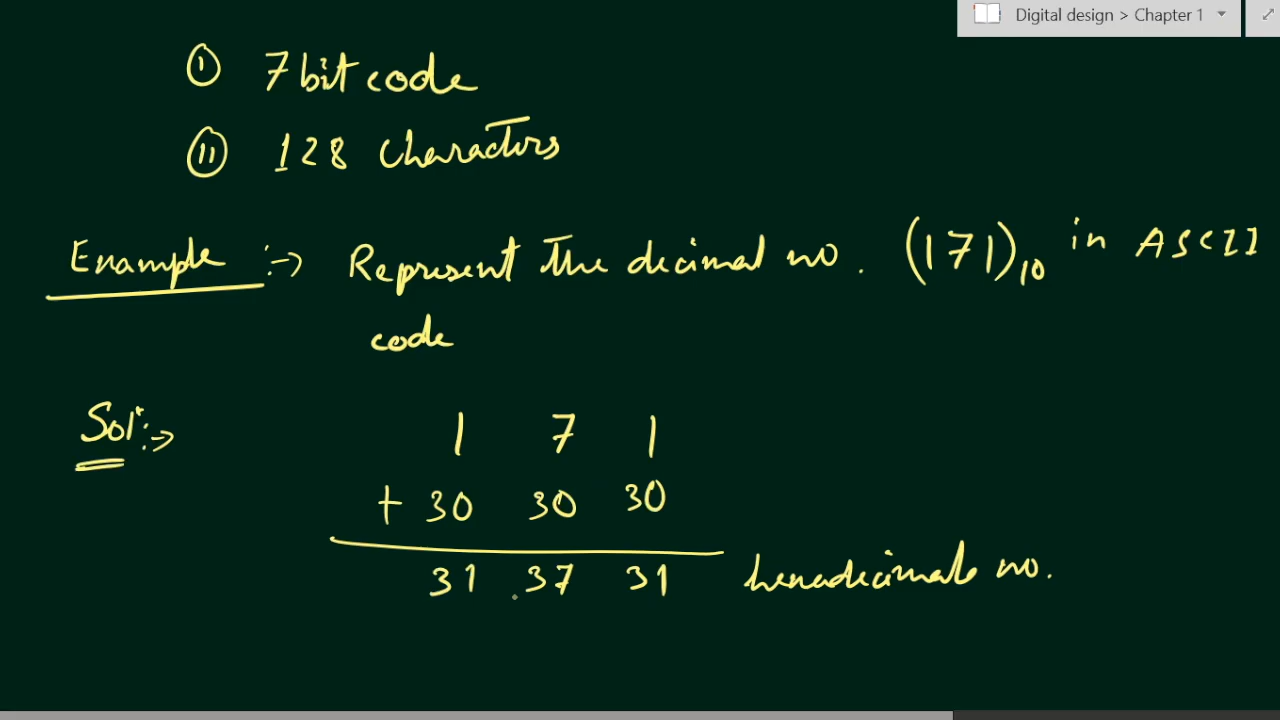 Digital design > Chapter 1
(i) 7 bit code
(ii) 128 characters
Example :-> Represent the decimal no. (171)10 in ASCII
code
Sol^n :-> 1 7 1
+ 30 30 30
31 37 31 hexadecimal no.